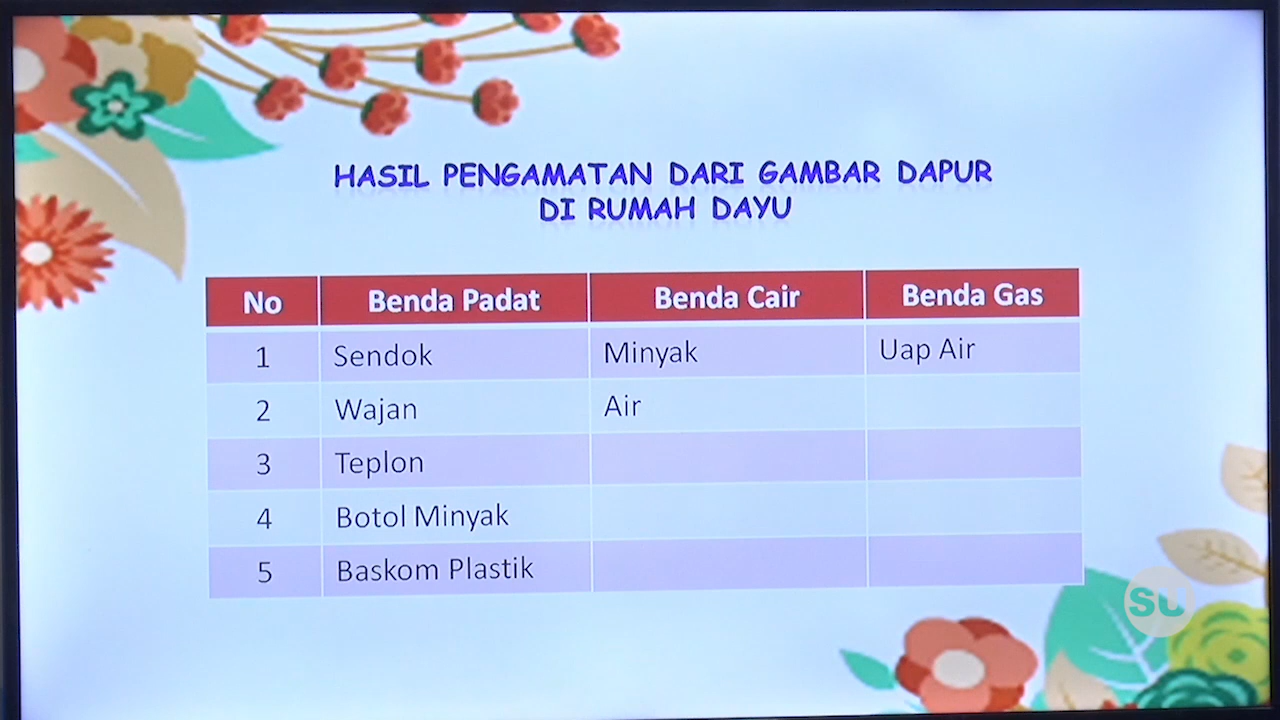 HASIL PENGAMATAN DARI GAMBAR DAPUR
DI RUMAH DAYU
No Benda Padat Benda Cair Benda Gas
1 Sendok Minyak Uap Air
2 Wajan Air
3 Teplon
4 Botol Minyak
5 Baskom Plastik
SU